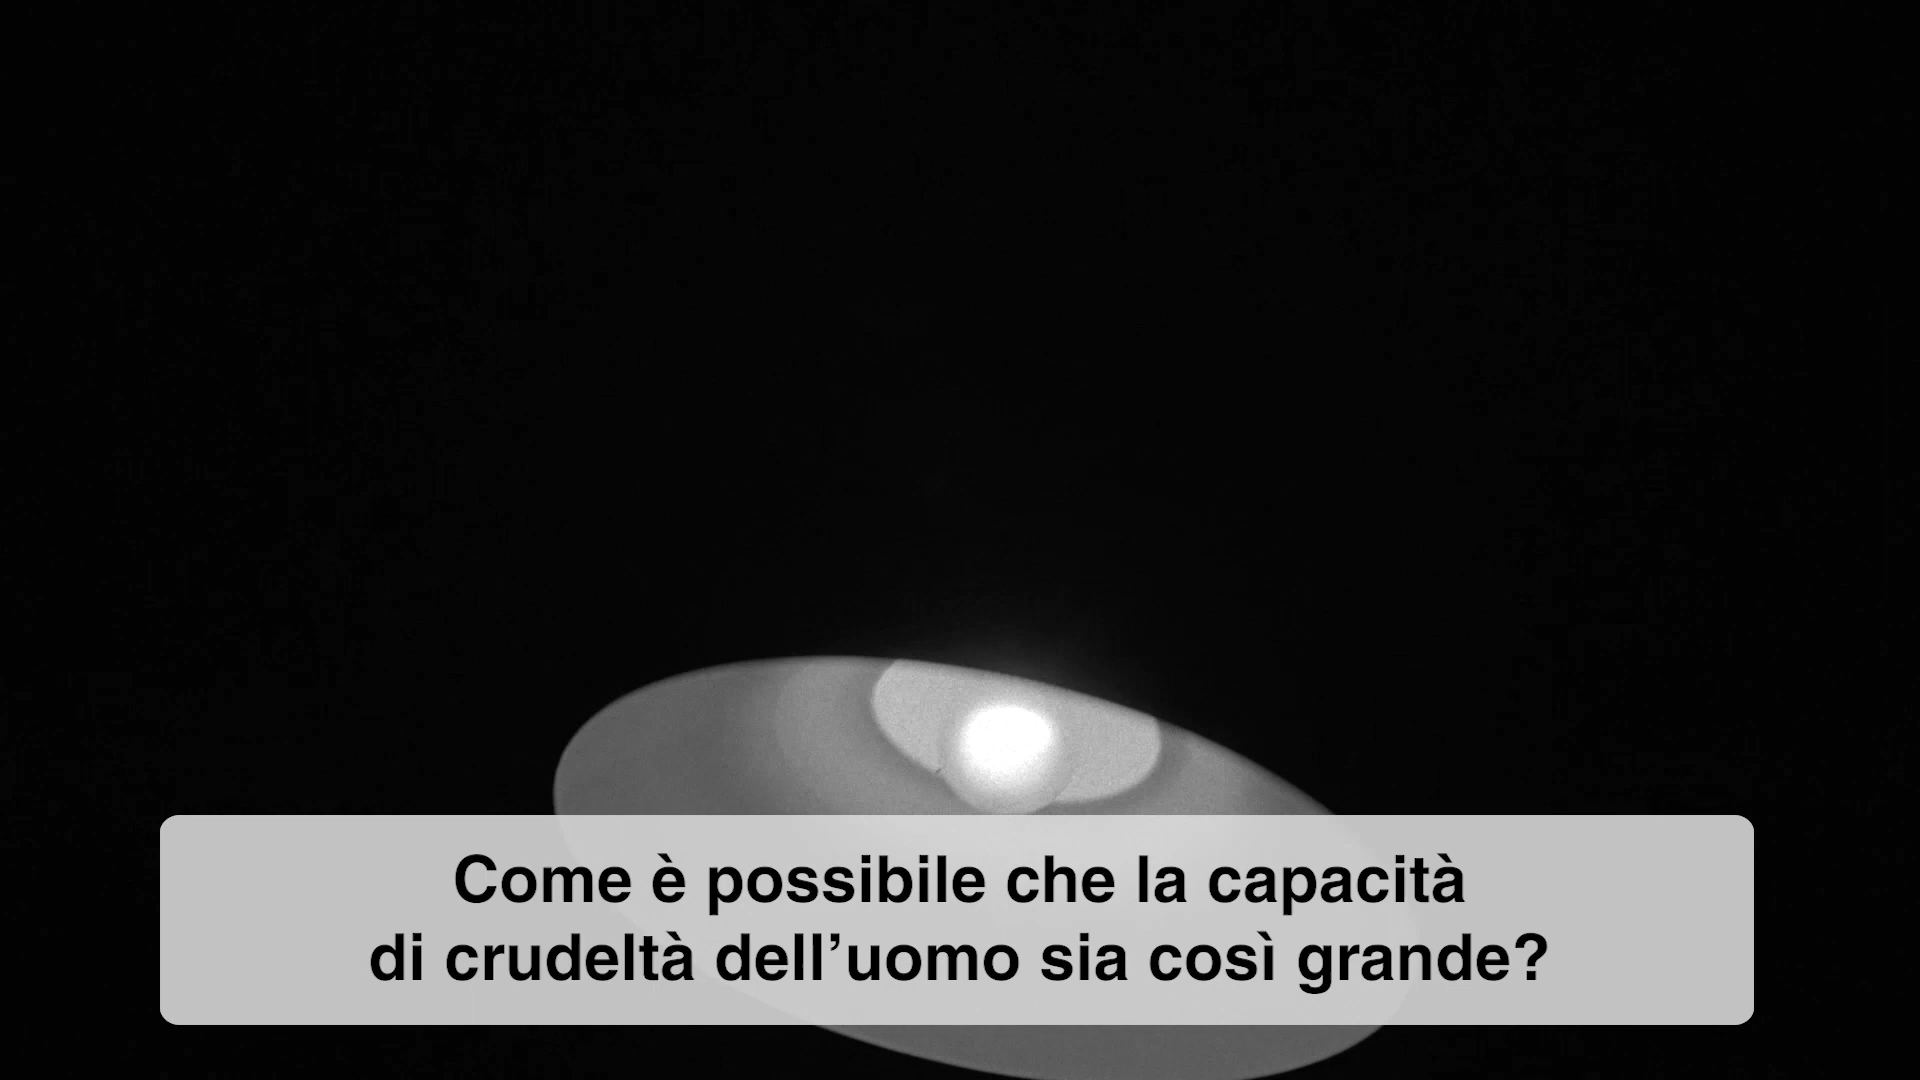 Come è possibile che la capacità
di crudeltà dell’uomo sia così grande?